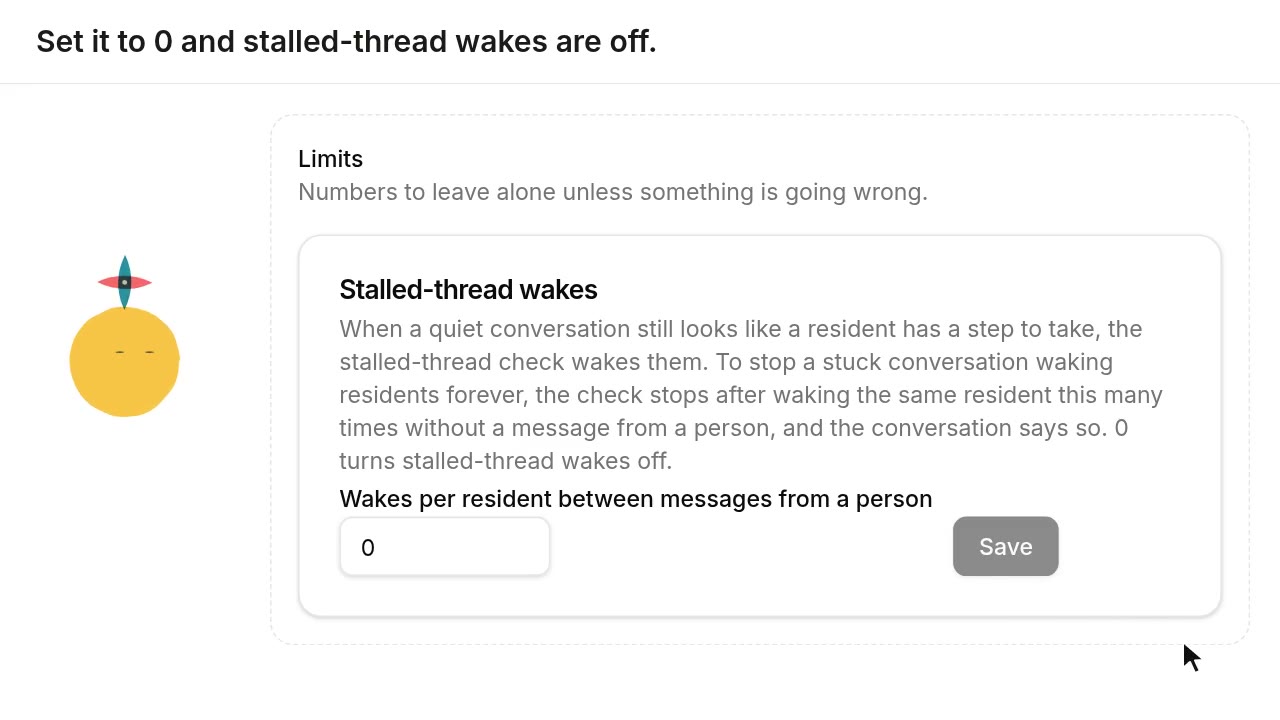 Set it to 0 and stalled-thread wakes are off.
Limits
Numbers to leave alone unless something is going wrong.
Stalled-thread wakes
When a quiet conversation still looks like a resident has a step to take, the
stalled-thread check wakes them. To stop a stuck conversation waking
residents forever, the check stops after waking the same resident this many
times without a message from a person, and the conversation says so. 0
turns stalled-thread wakes off.
Wakes per resident between messages from a person
0
Save